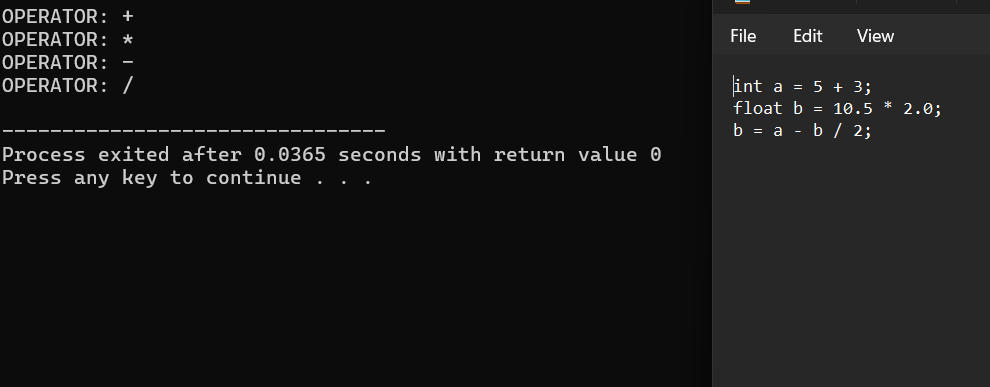 OPERATOR: +
OPERATOR: *
OPERATOR: -
OPERATOR: /
--------------------------------
Process exited after 0.0365 seconds with return value 0
Press any key to continue . . .
File Edit View
int a = 5 + 3;
float b = 10.5 * 2.0;
b = a - b / 2;